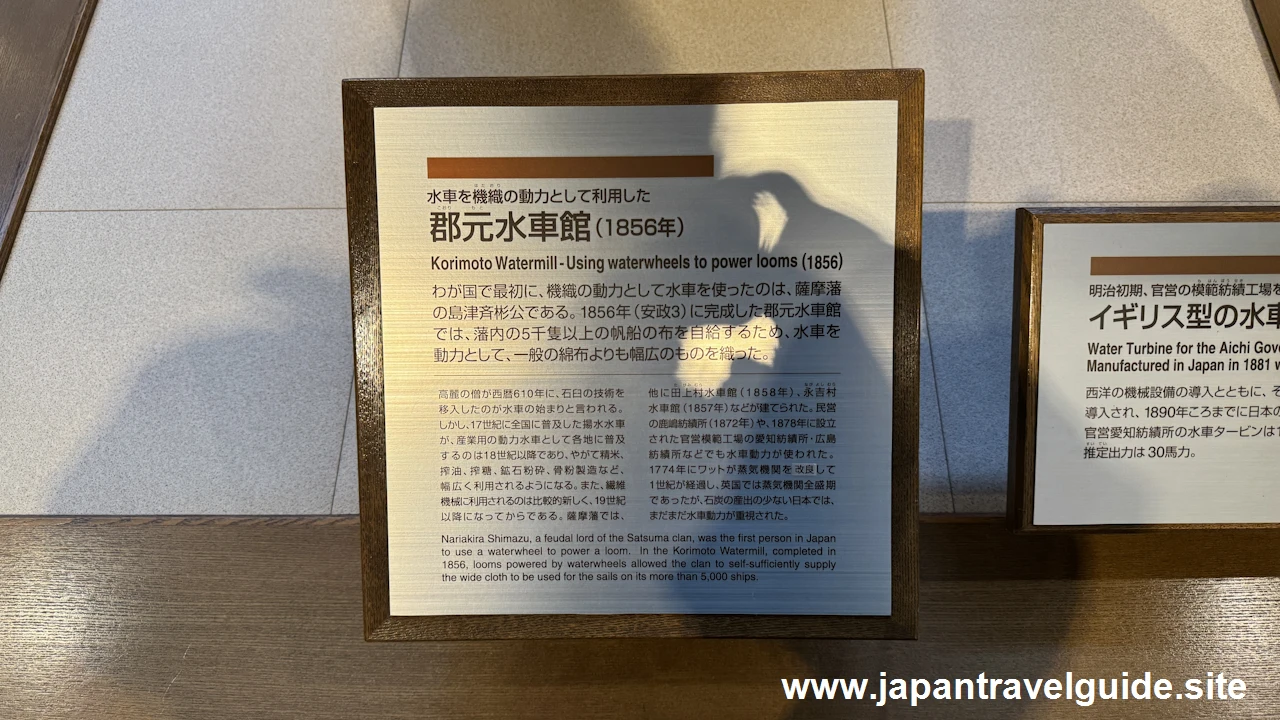 水車を機織の動力として利用した
郡元水車館(1856年)
Korimoto Watermill - Using waterwheels to power looms (1856)
わが国で最初に、機織の動力として水車を使ったのは、薩摩藩
の島津斉彬公である。1856年(安政3)に完成した郡元水車館
では、藩内の5千隻以上の帆船の布を自給するため、水車を
動力として、一般の綿布よりも幅広のものを織った。
高麗の僧が西暦610年に、石臼の技術を
移入したのが水車の始まりと言われる。
しかし、17世紀に全国に普及した揚水水車
が、産業用の動力水車として各地に普及
するのは18世紀以降であり、やがて精米、
搾油、搾糖、鉱石粉砕、骨粉製造など、
幅広く利用されるようになる。また、繊維
機械に利用されるのは比較的新しく、19世紀
以降になってからである。薩摩藩では、
他に田上村水車館(1858年)、永吉村
水車館(1857年)などが建てられた。民営
の鹿嶋紡績所(1872年)や、1878年に設立
された官営模範工場の愛知紡績所・広島
紡績所などでも水車動力が使われた。
1774年にワットが蒸気機関を改良して
1世紀が経過し、英国では蒸気機関全盛期
であったが、石炭の産出の少ない日本では、
まだまだ水車動力が重視された。
Nariakira Shimazu, a feudal lord of the Satsuma clan, was the first person in Japan
to use a waterwheel to power a loom. In the Korimoto Watermill, completed in
1856, looms powered by waterwheels allowed the clan to self-sufficiently supply
the wide cloth to be used for the sails on its more than 5,000 ships.
明治初期、官営の模範紡績工場を
イギリス型の水車
Water Turbine for the Aichi Gov
Manufactured in Japan in 1881
西洋の機械設備の導入とともに、そ
導入され、1890年ころまでに日本の
官営愛知紡績所の水車タービンは
推定出力は30馬力。
www.japantravelguide.site